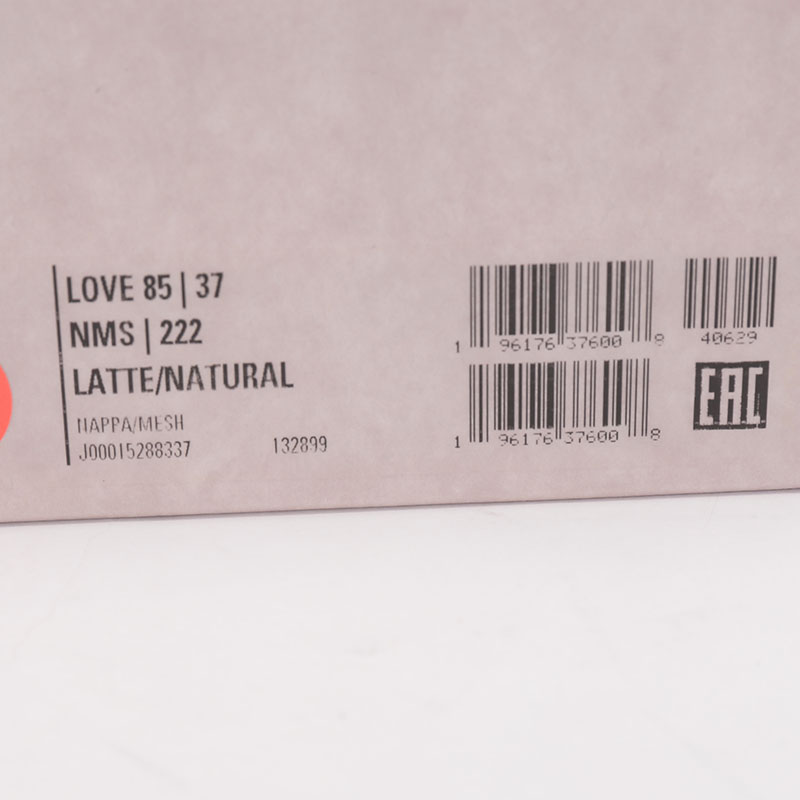 LOVE 85 | 37
NMS | 222
LATTE/NATURAL
NAPPA/MESH
J00015288337 132899
1 96176 37600 8
40629
1 96176 37600 8
EAC